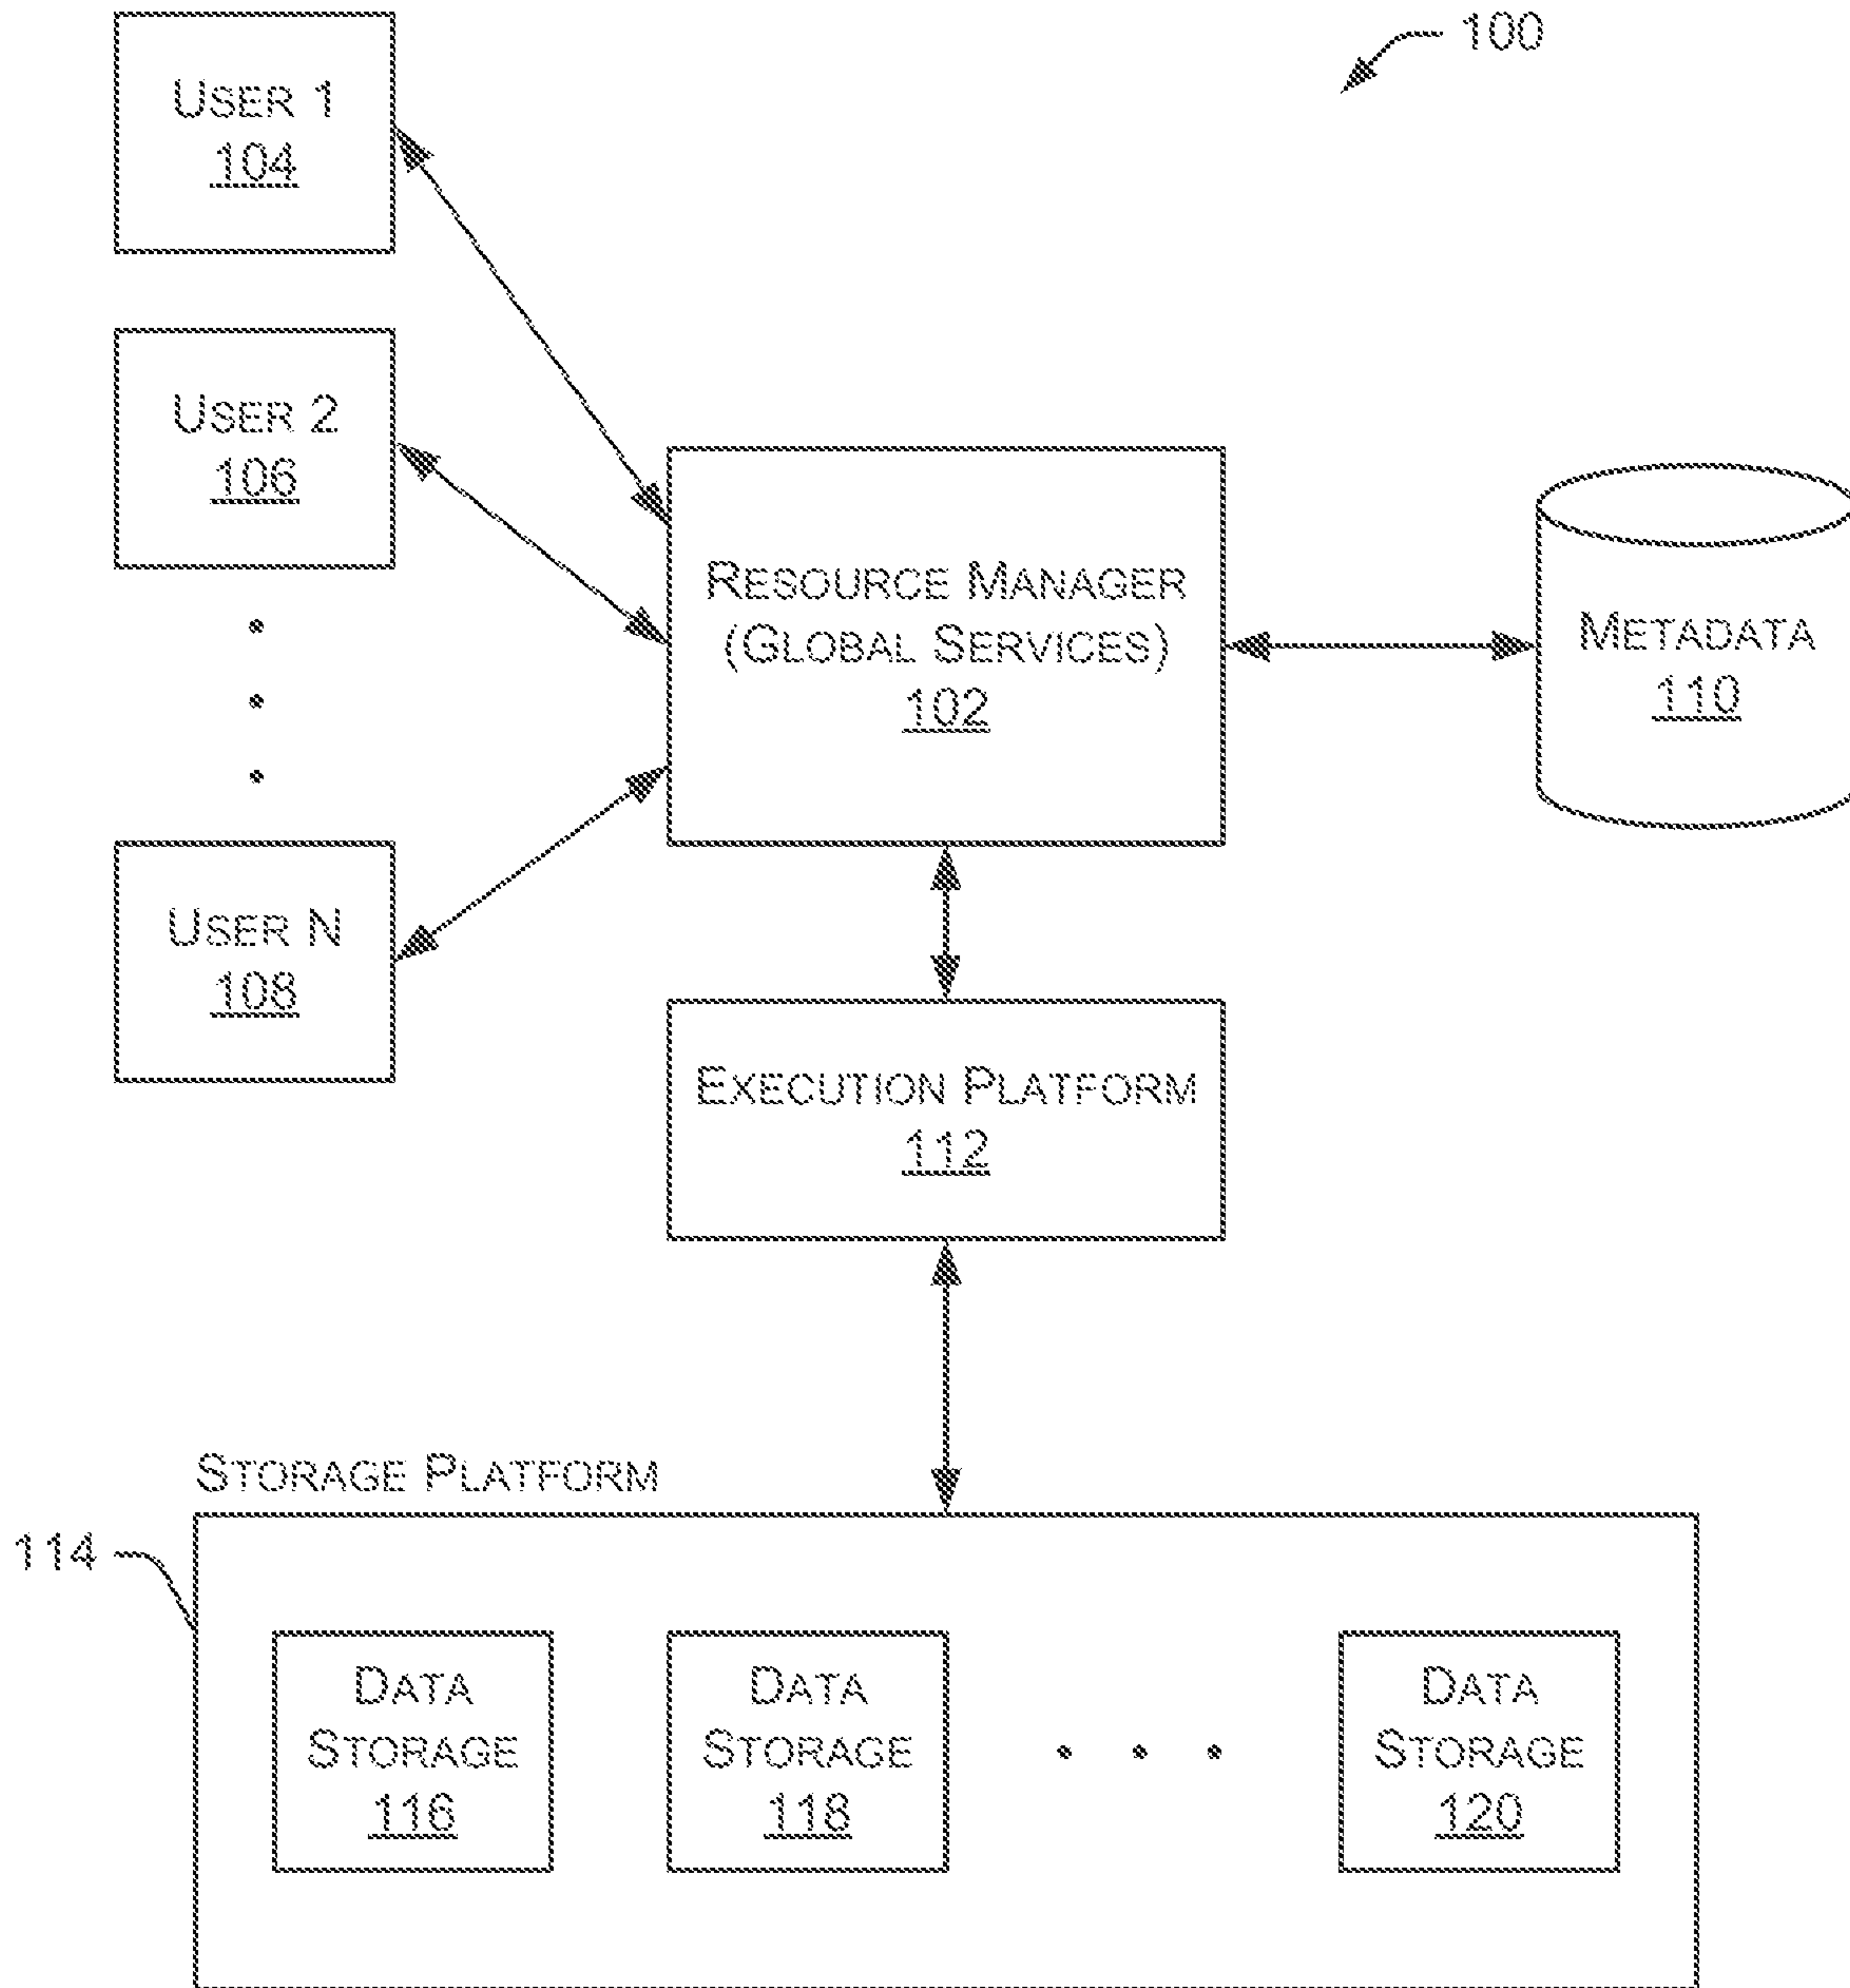 100
USER 1
104
USER 2
106
USER N
108
RESOURCE MANAGER
(GLOBAL SERVICES)
102
METADATA
110
EXECUTION PLATFORM
112
STORAGE PLATFORM
114
DATA
STORAGE
116
DATA
STORAGE
118
DATA
STORAGE
120